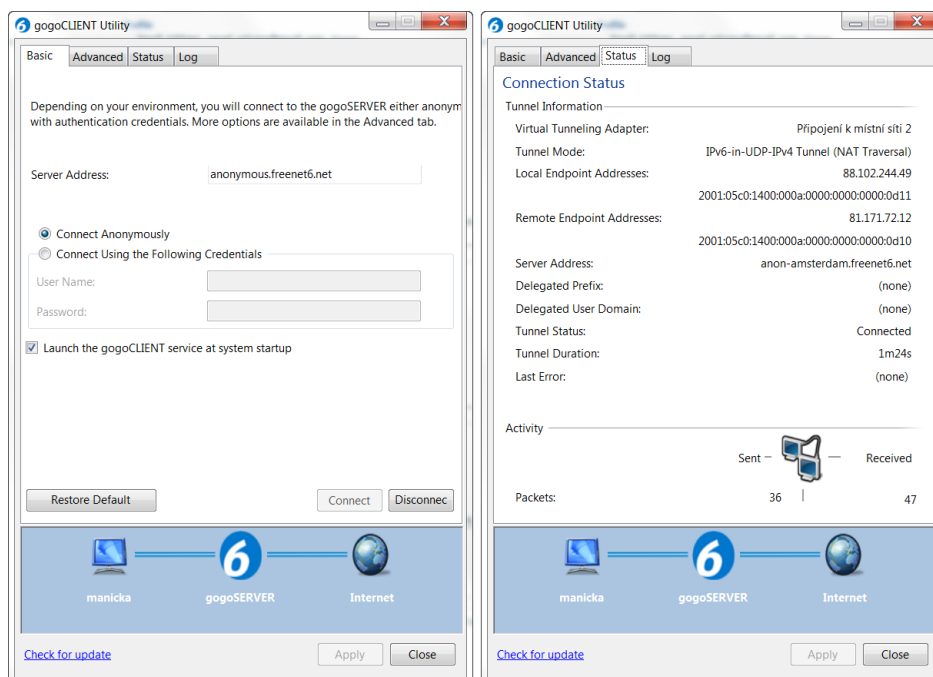 gogoCLIENT Utility
Basic
Advanced
Status
Log
Depending on your environment, you will connect to the gogoSERVER either anonym
with authentication credentials. More options are available in the Advanced tab.
Server Address:
anonymous.freenet6.net
Connect Anonymously
Connect Using the Following Credentials
User Name:
Password:
Launch the gogoCLIENT service at system startup
Restore Default
Connect
Disconnec
6
manicka
gogoSERVER
Internet
Check for update
Apply
Close
gogoCLIENT Utility
Basic
Advanced
Status
Log
Connection Status
Tunnel Information
Virtual Tunneling Adapter: Připojení k místní síti 2
Tunnel Mode: IPv6-in-UDP-IPv4 Tunnel (NAT Traversal)
Local Endpoint Addresses: 88.102.244.49
2001:05c0:1400:000a:0000:0000:0000:0d11
Remote Endpoint Addresses: 81.171.72.12
2001:05c0:1400:000a:0000:0000:0000:0d10
Server Address: anon-amsterdam.freenet6.net
Delegated Prefix: (none)
Delegated User Domain: (none)
Tunnel Status: Connected
Tunnel Duration: 1m24s
Last Error: (none)
Activity
Sent
Received
Packets: 36 47
6
manicka
gogoSERVER
Internet
Check for update
Apply
Close